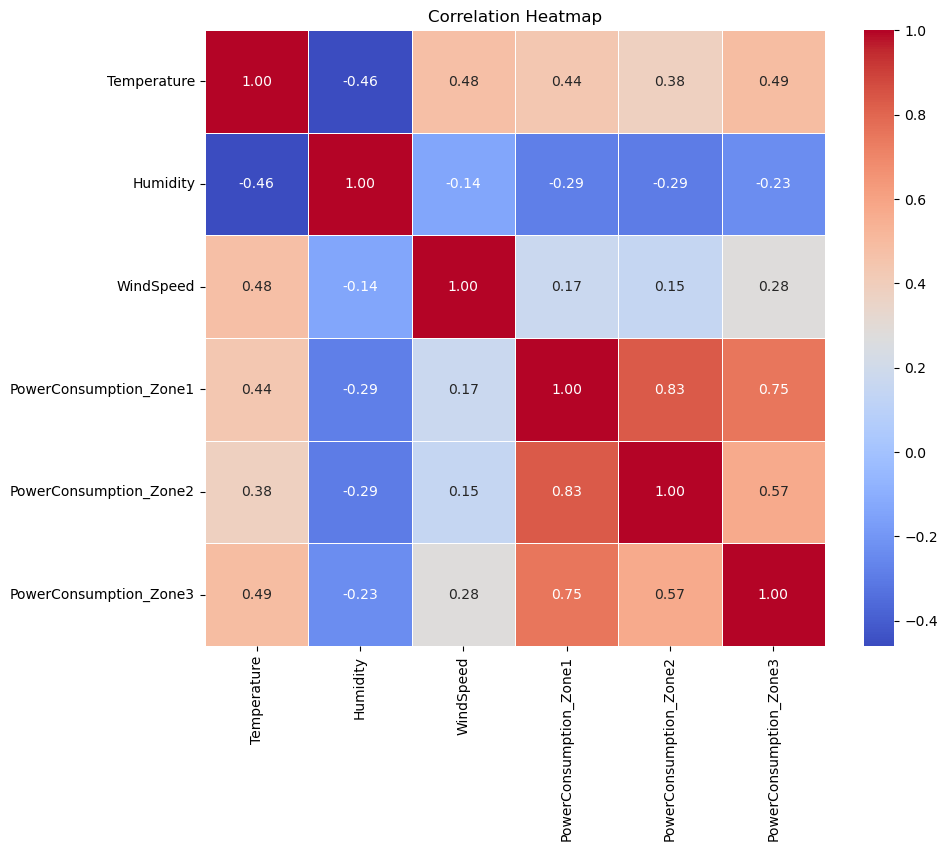 Correlation Heatmap
Temperature 1.00 -0.46 0.48 0.44 0.38 0.49
Humidity -0.46 1.00 -0.14 -0.29 -0.29 -0.23
WindSpeed 0.48 -0.14 1.00 0.17 0.15 0.28
PowerConsumption_Zone1 0.44 -0.29 0.17 1.00 0.83 0.75
PowerConsumption_Zone2 0.38 -0.29 0.15 0.83 1.00 0.57
PowerConsumption_Zone3 0.49 -0.23 0.28 0.75 0.57 1.00
Temperature
Humidity
WindSpeed
PowerConsumption_Zone1
PowerConsumption_Zone2
PowerConsumption_Zone3
1.0
0.8
0.6
0.4
0.2
0.0
−0.2
−0.4